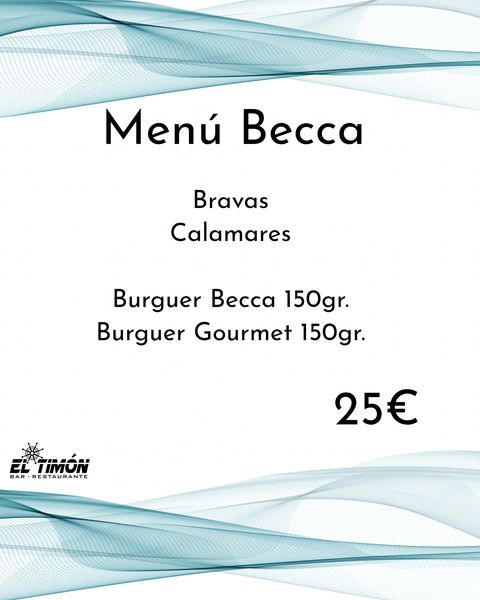 Menú Becca
Bravas
Calamares
Burguer Becca 150gr.
Burguer Gourmet 150gr.
25€
EL TIMÓN
BAR - RESTAURANTE